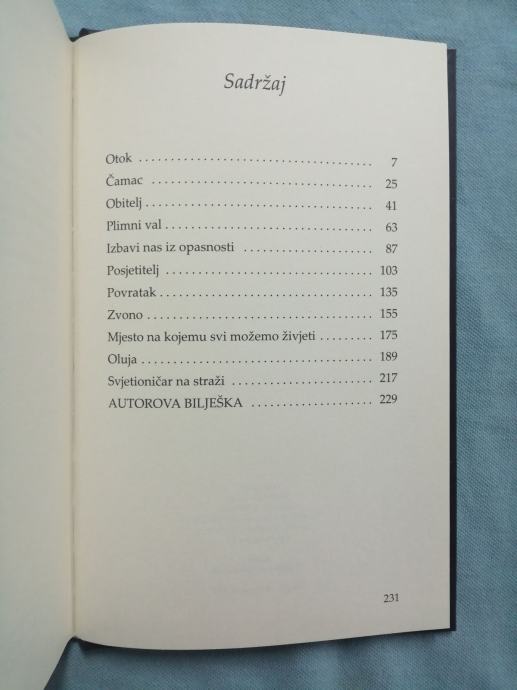 Sadržaj
Otok ..................................... 7
Čamac ................................... 25
Obitelj .................................... 41
Plimni val ................................. 63
Izbavi nas iz opasnosti ..................... 87
Posjetitelj ................................. 103
Povratak .................................. 135
Zvono .................................... 155
Mjesto na kojemu svi možemo živjeti ......... 175
Oluja ..................................... 189
Svjetioničar na straži ...................... 217
AUTOROVA BILJEŠKA ................... 229
231